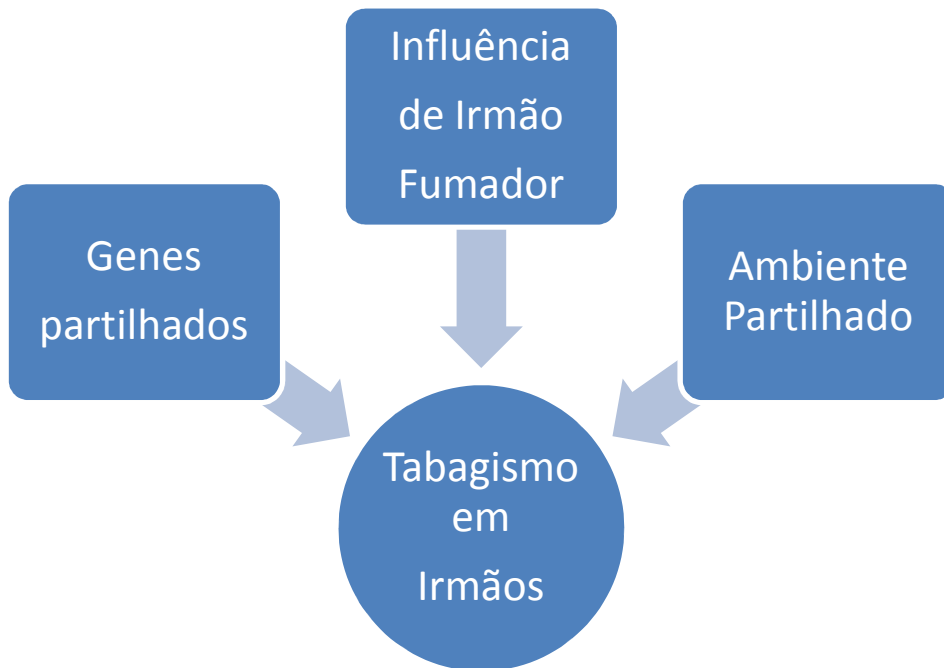 Influência
de Irmão
Fumador
Genes
partilhados
Ambiente
Partilhado
Tabagismo
em
Irmãos